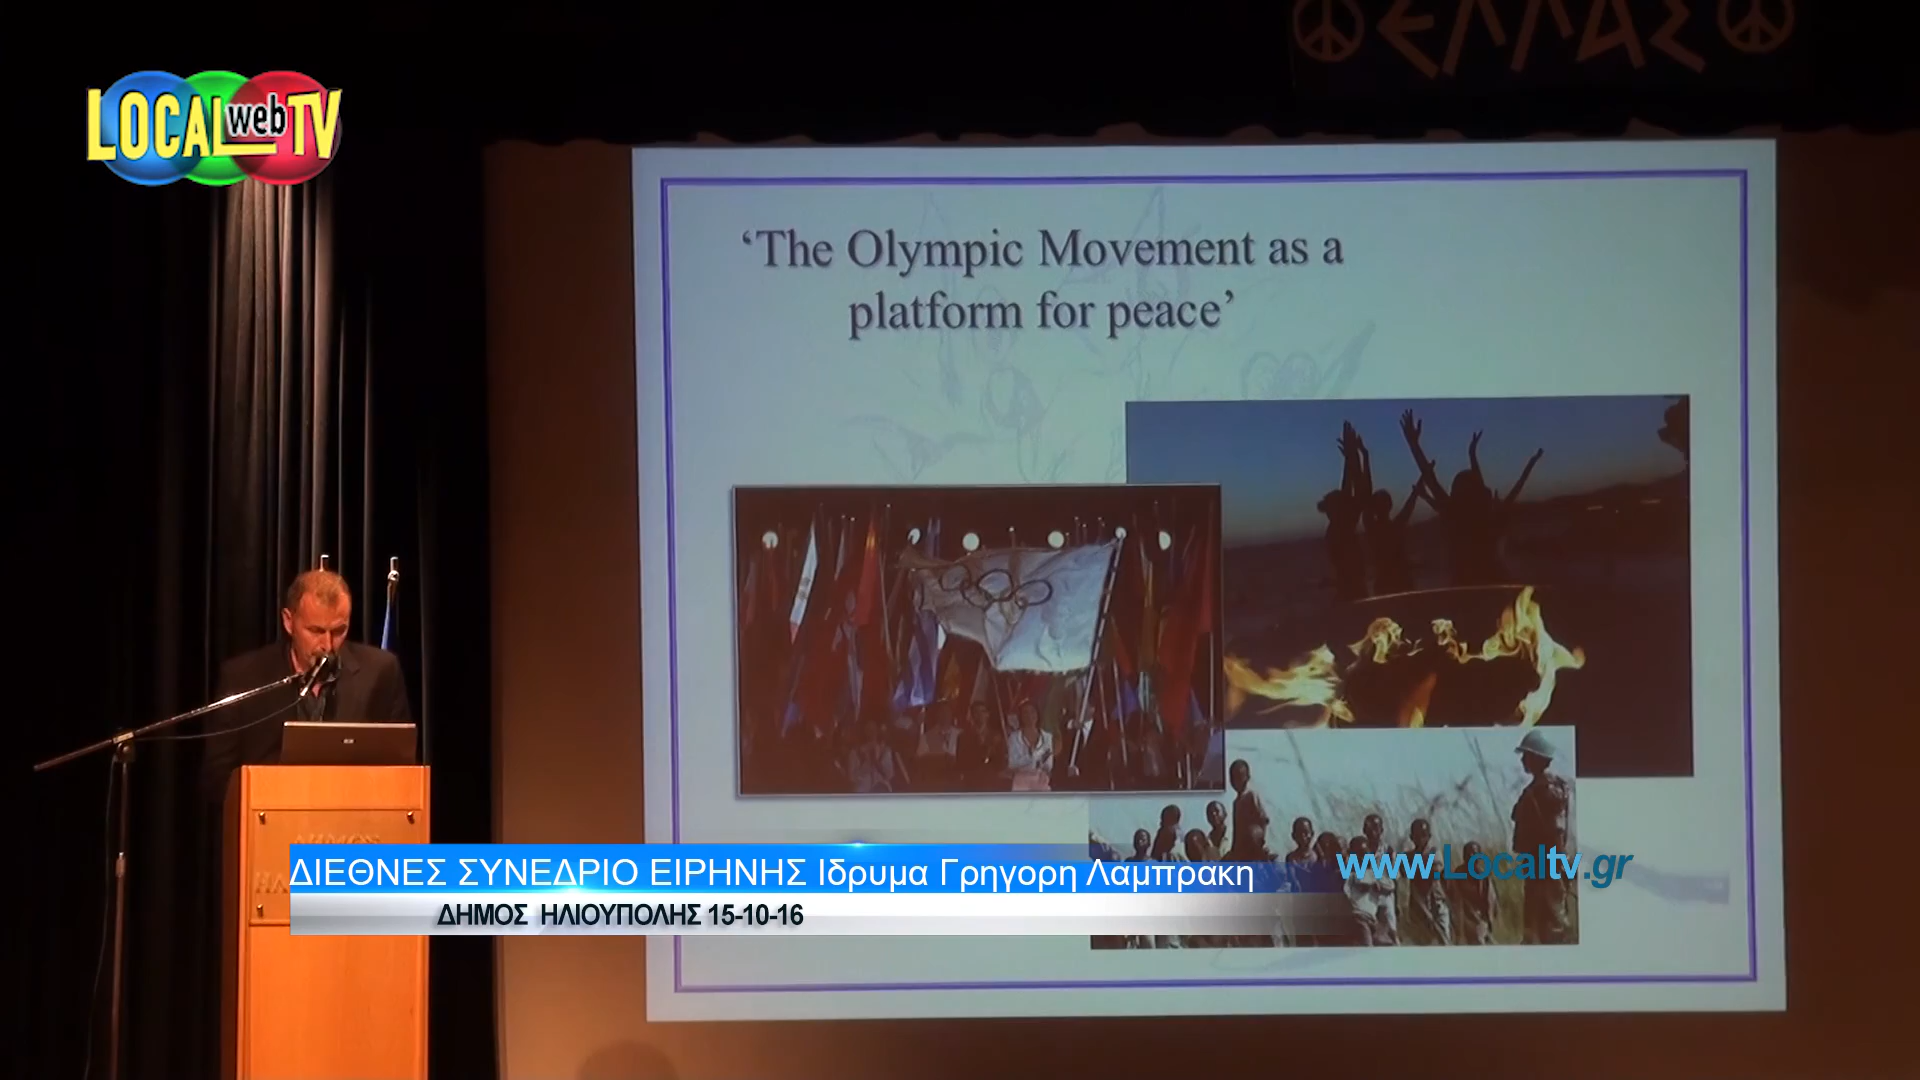 ΕΛΛΑΣ
LOCAL web TV
‘The Olympic Movement as a
platform for peace’
ΔΗΜΟΣ
ΔΙΕΘΝΕΣ ΣΥΝΕΔΡΙΟ ΕΙΡΗΝΗΣ Ιδρυμα Γρηγορη Λαμπρακη
www.Localtv.gr
ΔΗΜΟΣ ΗΛΙΟΥΠΟΛΗΣ 15-10-16